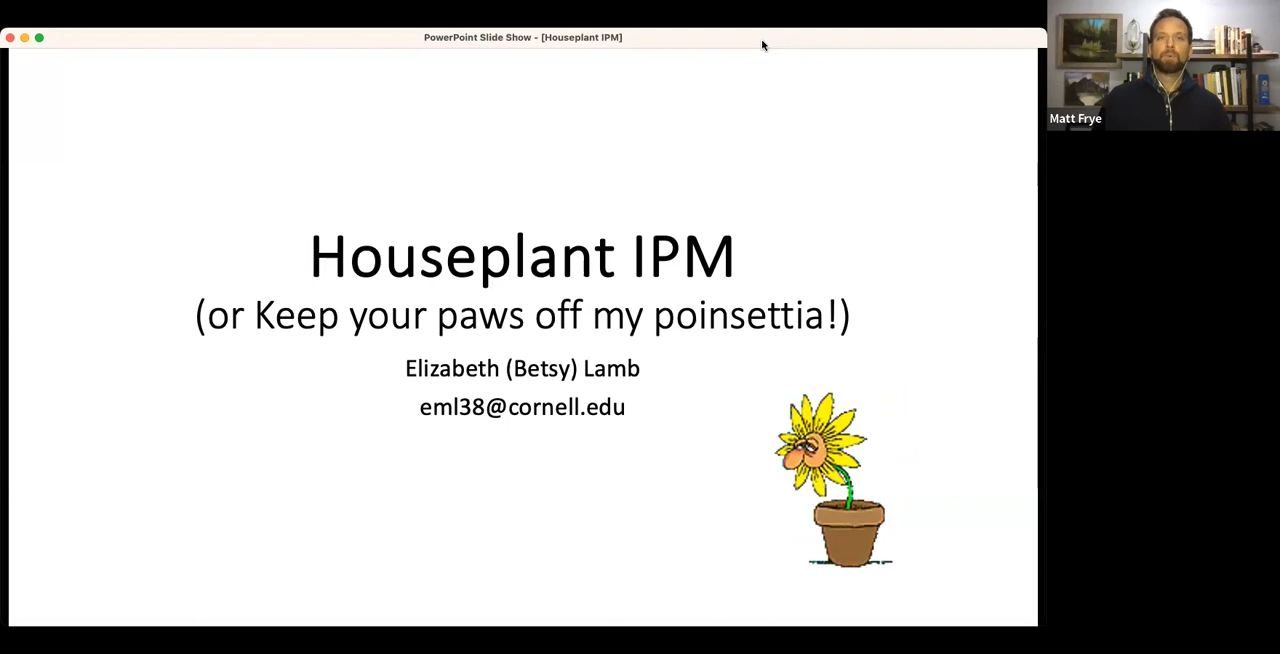 PowerPoint Slide Show - [Houseplant IPM]
Houseplant IPM
(or Keep your paws off my poinsettia!)
Elizabeth (Betsy) Lamb
eml38@cornell.edu
Matt Frye